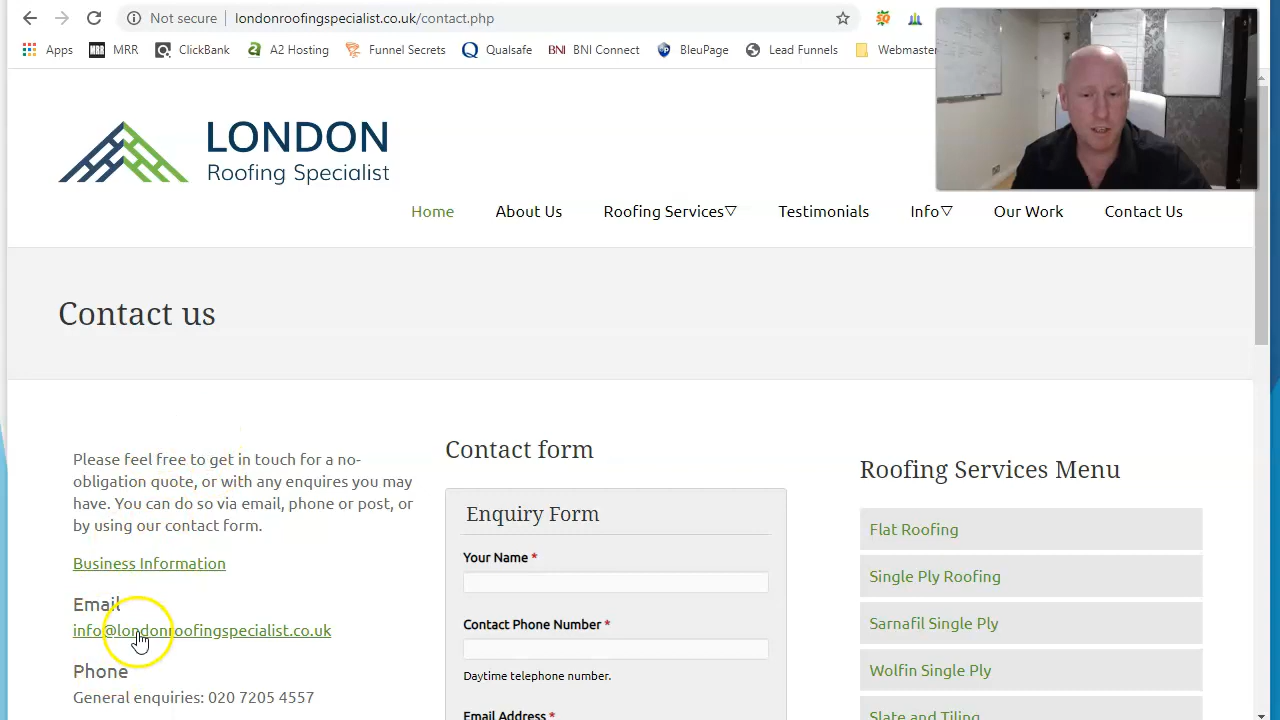 Not secure londonroofingspecialist.co.uk/contact.php
Apps MRR ClickBank A2 Hosting Funnel Secrets Qualsafe BNI BNI Connect BleuPage Lead Funnels Webmaster
LONDON
Roofing Specialist
Home About Us Roofing Services▽ Testimonials Info▽ Our Work Contact Us
Contact us
Please feel free to get in touch for a no-
obligation quote, or with any enquires you may
have. You can do so via email, phone or post, or
by using our contact form.
Business Information
Email
info@londonroofingspecialist.co.uk
Phone
General enquiries: 020 7205 4557
Contact form
Enquiry Form
Your Name *
Contact Phone Number *
Daytime telephone number.
Email Address *
Roofing Services Menu
Flat Roofing
Single Ply Roofing
Sarnafil Single Ply
Wolfin Single Ply
Slate and Tiling